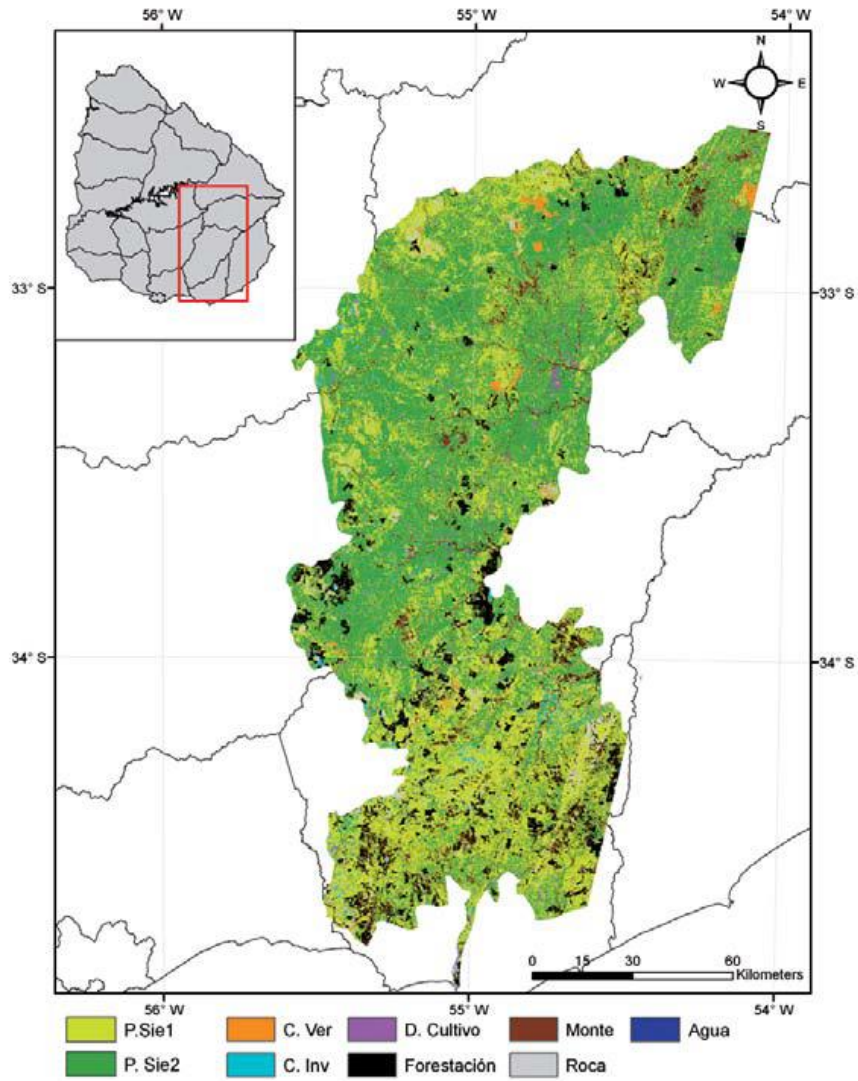 56° W 55° W 54° W
N
W E
S
33° S 33° S
34° S 34° S
0 15 30 60
Kilometers
56° W 55° W 54° W
P.Sie1 C. Ver D. Cultivo Monte Agua
P. Sie2 C. Inv Forestación Roca